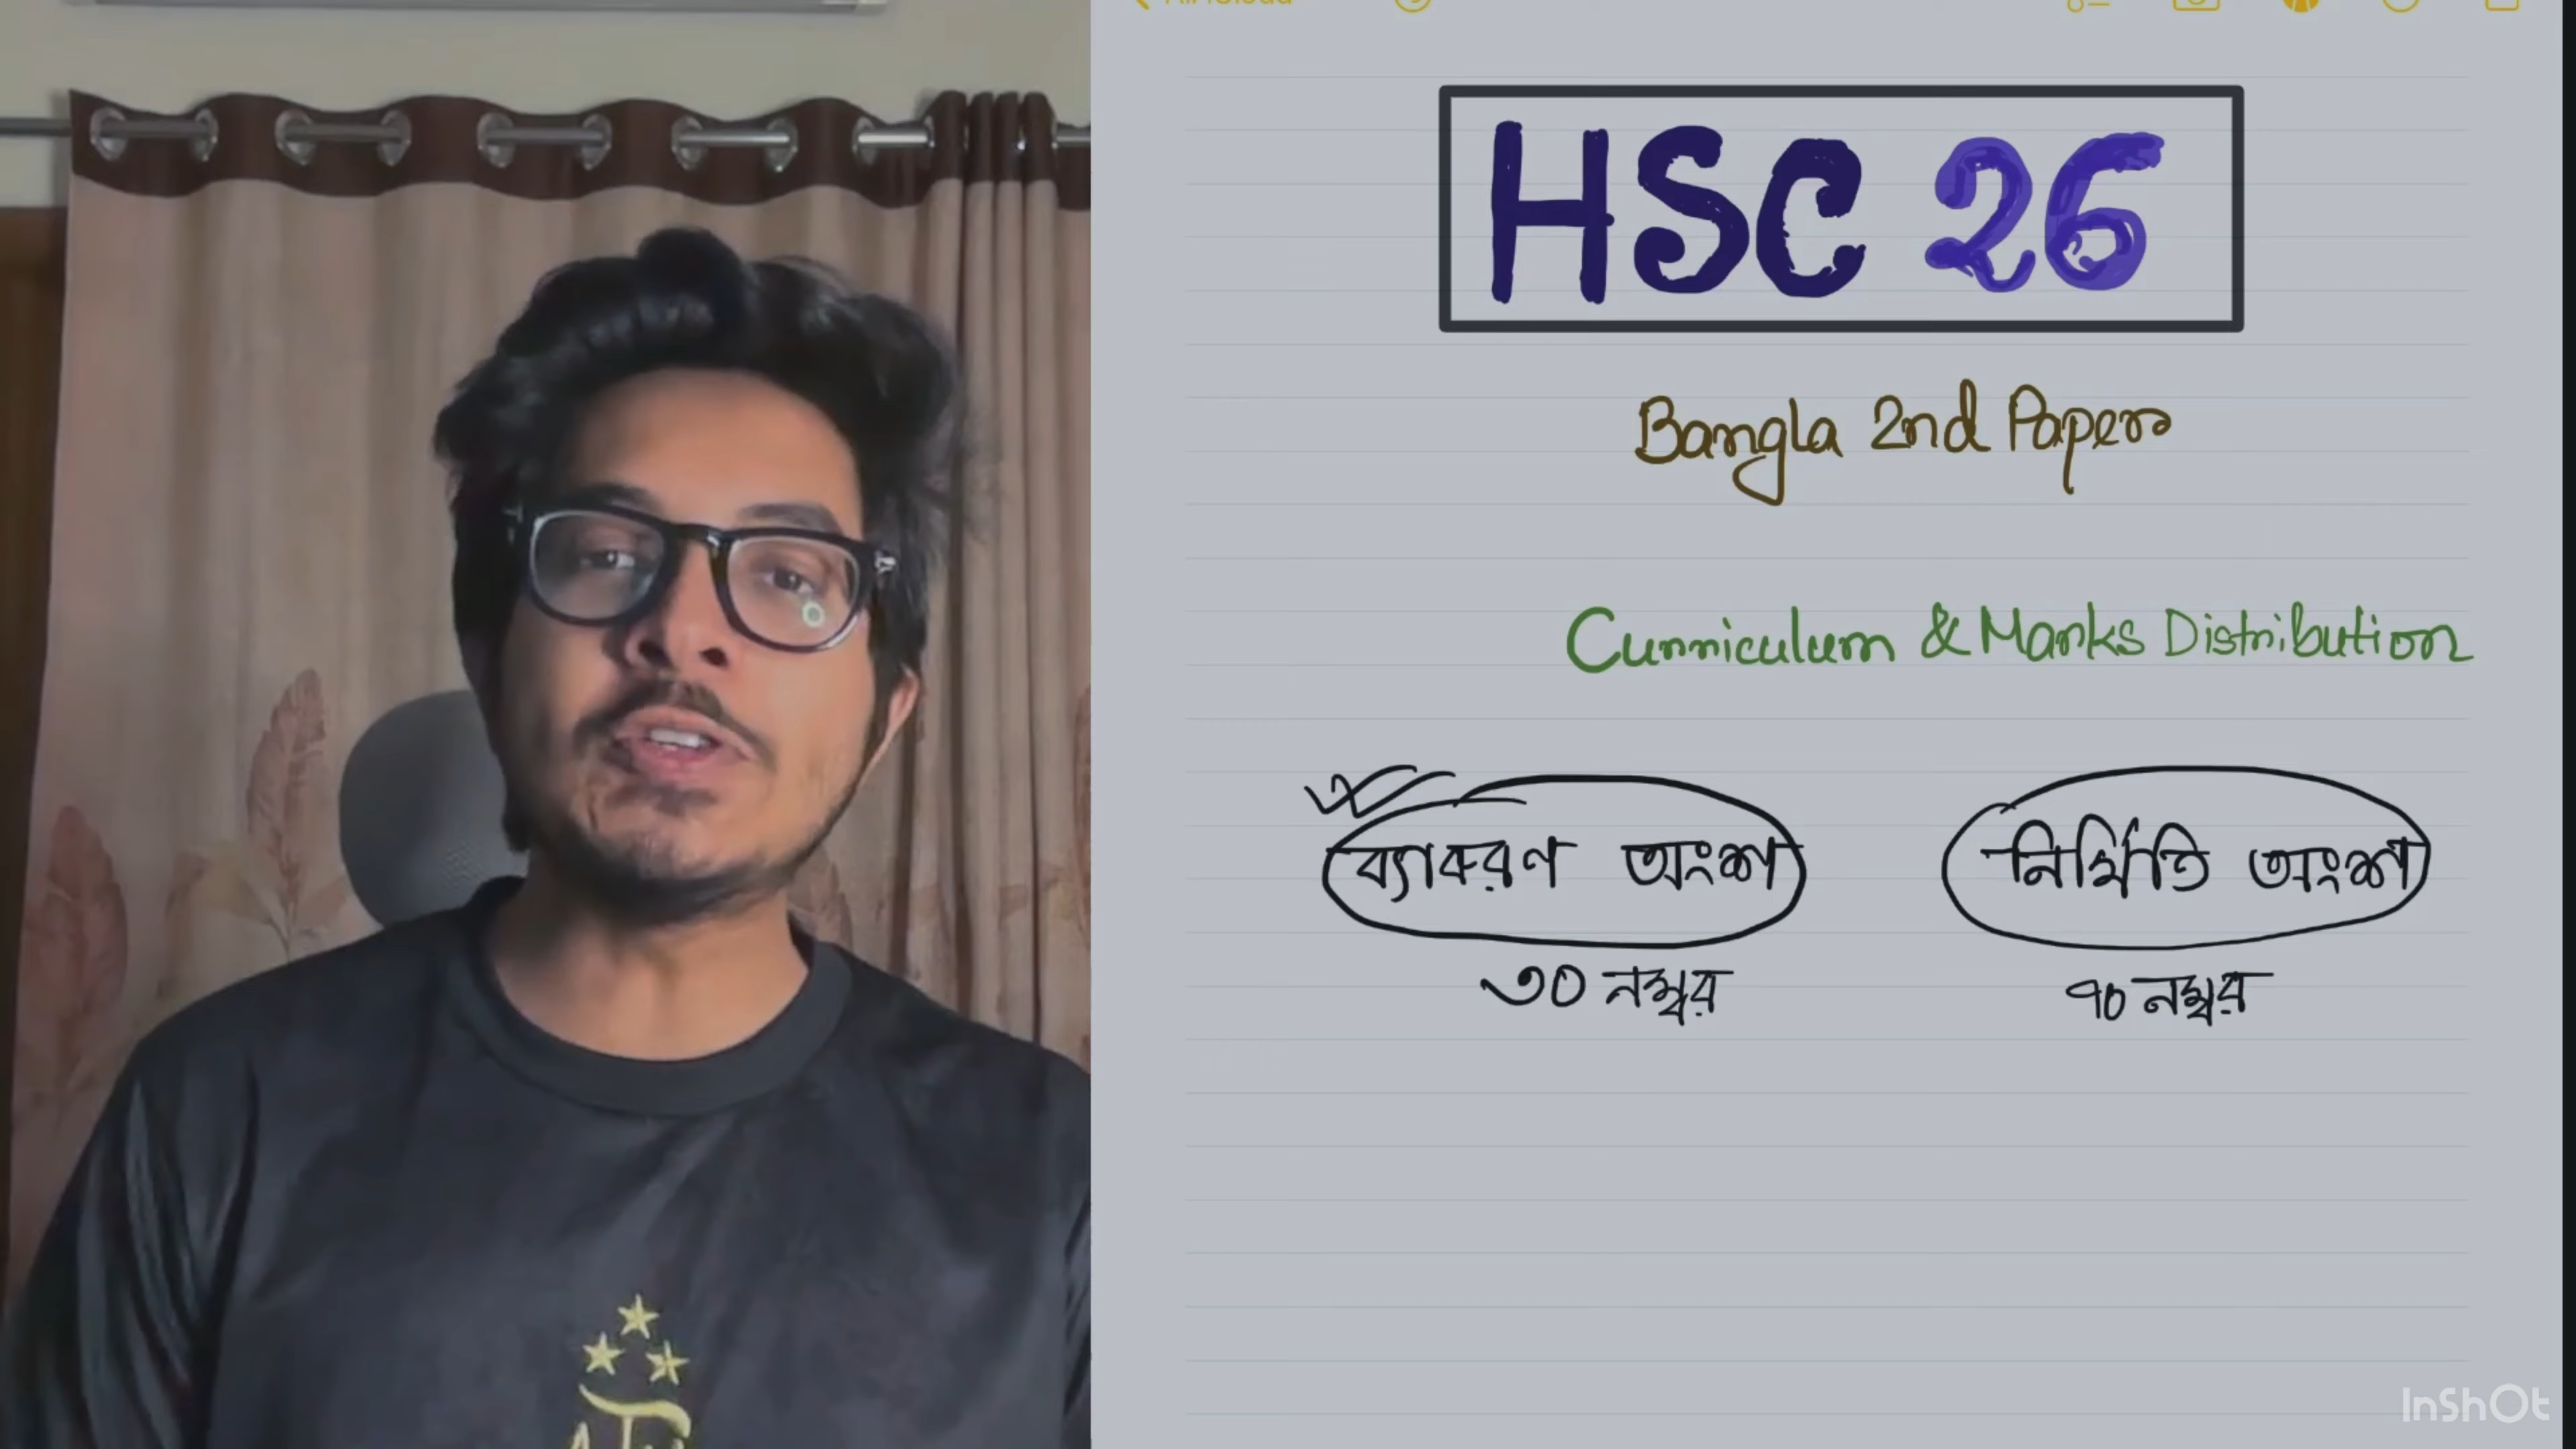 HSC 26
Bangla 2nd Paper
Curriculum & Marks Distribution
ব্যাকরণ অংশ নির্মিতি অংশ
৩০ নম্বর ৭০ নম্বর
InShOt